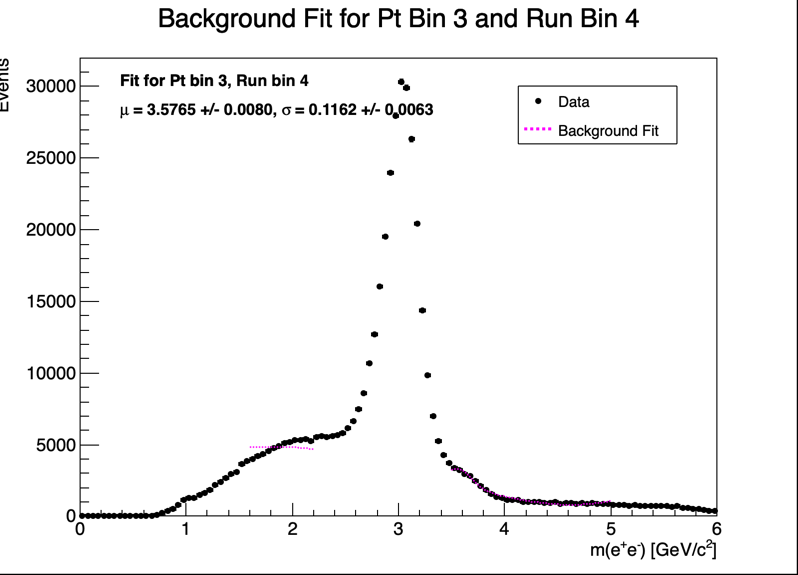 Background Fit for Pt Bin 3 and Run Bin 4
Events
Fit for Pt bin 3, Run bin 4
μ = 3.5765 +/- 0.0080, σ = 0.1162 +/- 0.0063
Data
Background Fit
30000
25000
20000
15000
10000
5000
0
0 1 2 3 4 5 6
m(e⁺e⁻) [GeV/c²]